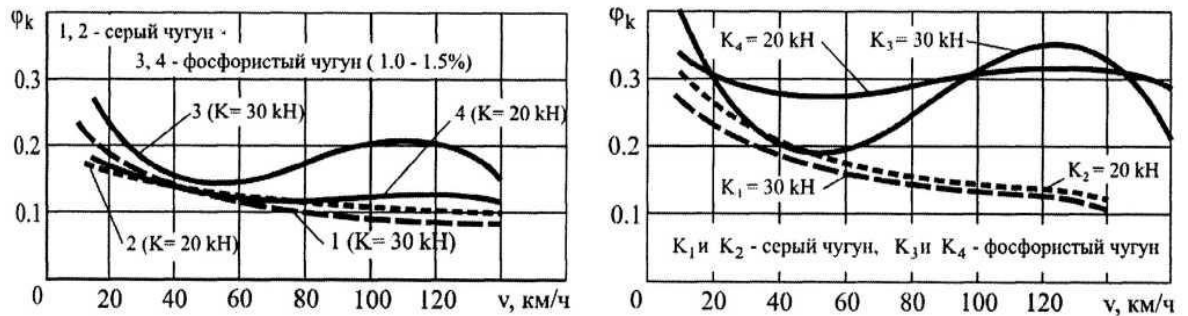 φk
1, 2 - серый чугун
3, 4 - фосфористый чугун ( 1.0 - 1.5%)
0.3
3 (K= 30 kH)
4 (K= 20 kH)
0.2
0.1
2 (K= 20 kH)
1 (K= 30 kH)
0 20 40 60 80 100 120 v, км/ч
φk
K4 = 20 kH
K3 = 30 kH
0.3
0.2
K1 = 30 kH
K2 = 20 kH
0.1
K1 и K2 - серый чугун, K3 и K4 - фосфористый чугун
0 20 40 60 80 100 120 v, км/ч